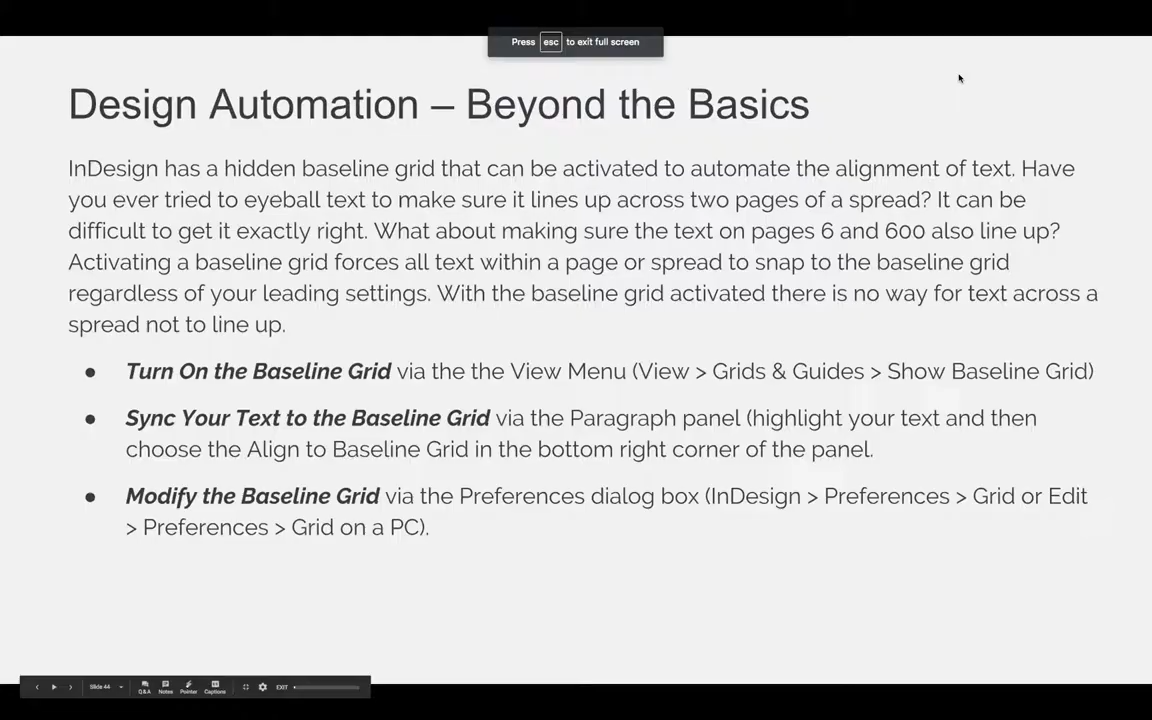 Press esc to exit full screen
Design Automation – Beyond the Basics
InDesign has a hidden baseline grid that can be activated to automate the alignment of text. Have
you ever tried to eyeball text to make sure it lines up across two pages of a spread? It can be
difficult to get it exactly right. What about making sure the text on pages 6 and 600 also line up?
Activating a baseline grid forces all text within a page or spread to snap to the baseline grid
regardless of your leading settings. With the baseline grid activated there is no way for text across a
spread not to line up.
● Turn On the Baseline Grid via the the View Menu (View > Grids & Guides > Show Baseline Grid)
● Sync Your Text to the Baseline Grid via the Paragraph panel (highlight your text and then
choose the Align to Baseline Grid in the bottom right corner of the panel.
● Modify the Baseline Grid via the Preferences dialog box (InDesign > Preferences > Grid or Edit
> Preferences > Grid on a PC).
Slide 44 Q&A Notes Pointer Captions EXIT